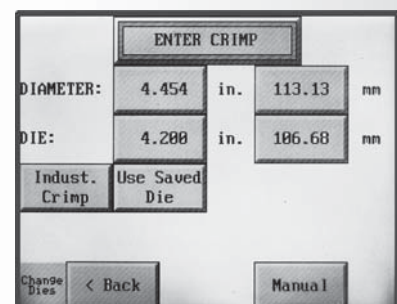 ENTER CRIMP
DIAMETER: 4.454 in. 113.13 mm
DIE: 4.200 in. 106.68 mm
Indust. Use Saved
Crimp Die
Change
Dies < Back Manual